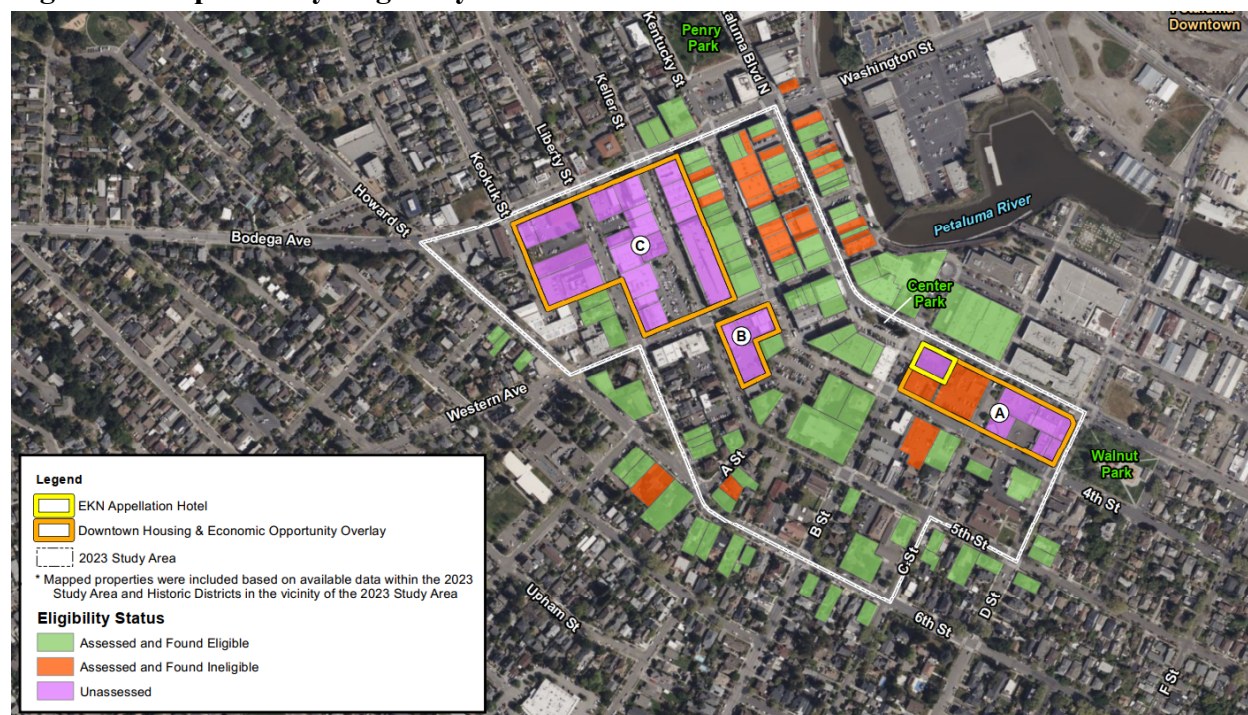 Downtown
Penry
Park
Kentucky St
Washington St
Keller St
Liberty St
Keokuk St
Howard St
Bodega Ave
Petaluma River
C
Center
Park
B
A
Western Ave
Walnut
Park
4th St
A St
B St
5th St
C St
D St
6th St
Upham St
F St
Legend
EKN Appellation Hotel
Downtown Housing & Economic Opportunity Overlay
2023 Study Area
* Mapped properties were included based on available data within the 2023
Study Area and Historic Districts in the vicinity of the 2023 Study Area
Eligibility Status
Assessed and Found Eligible
Assessed and Found Ineligible
Unassessed